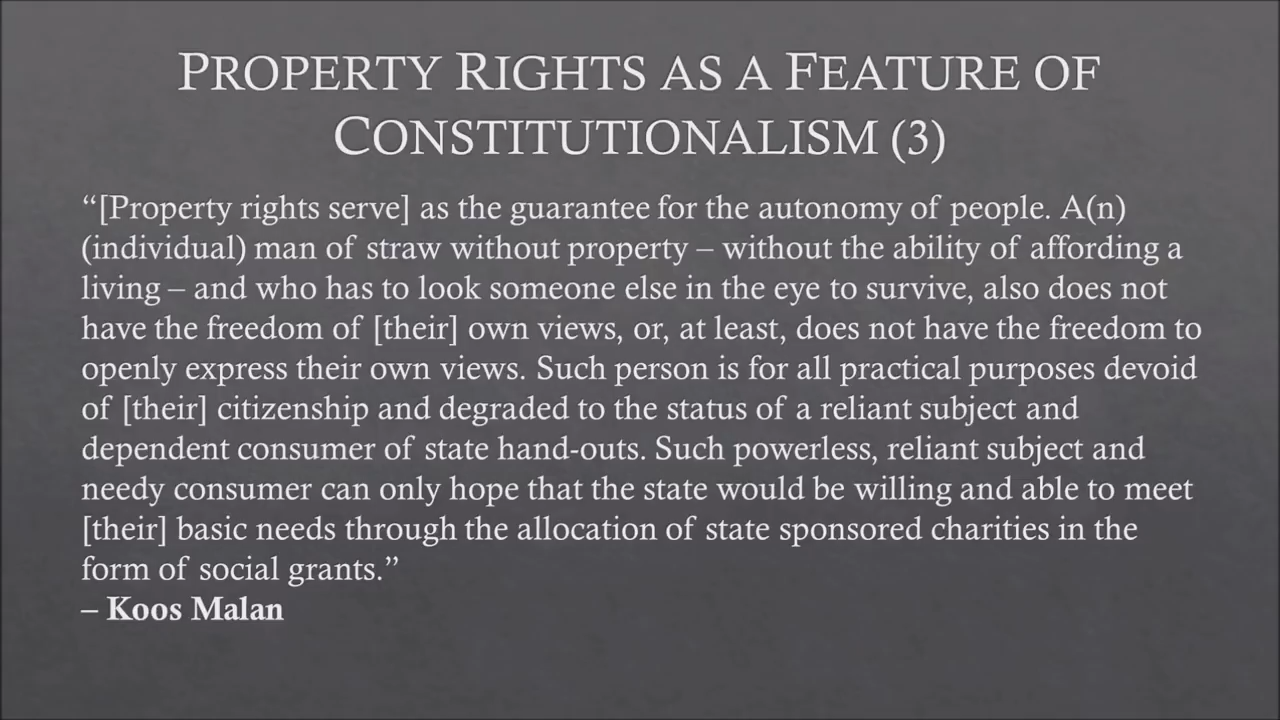 PROPERTY RIGHTS AS A FEATURE OF
CONSTITUTIONALISM (3)
“[Property rights serve] as the guarantee for the autonomy of people. A(n)
(individual) man of straw without property – without the ability of affording a
living – and who has to look someone else in the eye to survive, also does not
have the freedom of [their] own views, or, at least, does not have the freedom to
openly express their own views. Such person is for all practical purposes devoid
of [their] citizenship and degraded to the status of a reliant subject and
dependent consumer of state hand-outs. Such powerless, reliant subject and
needy consumer can only hope that the state would be willing and able to meet
[their] basic needs through the allocation of state sponsored charities in the
form of social grants.”
– Koos Malan